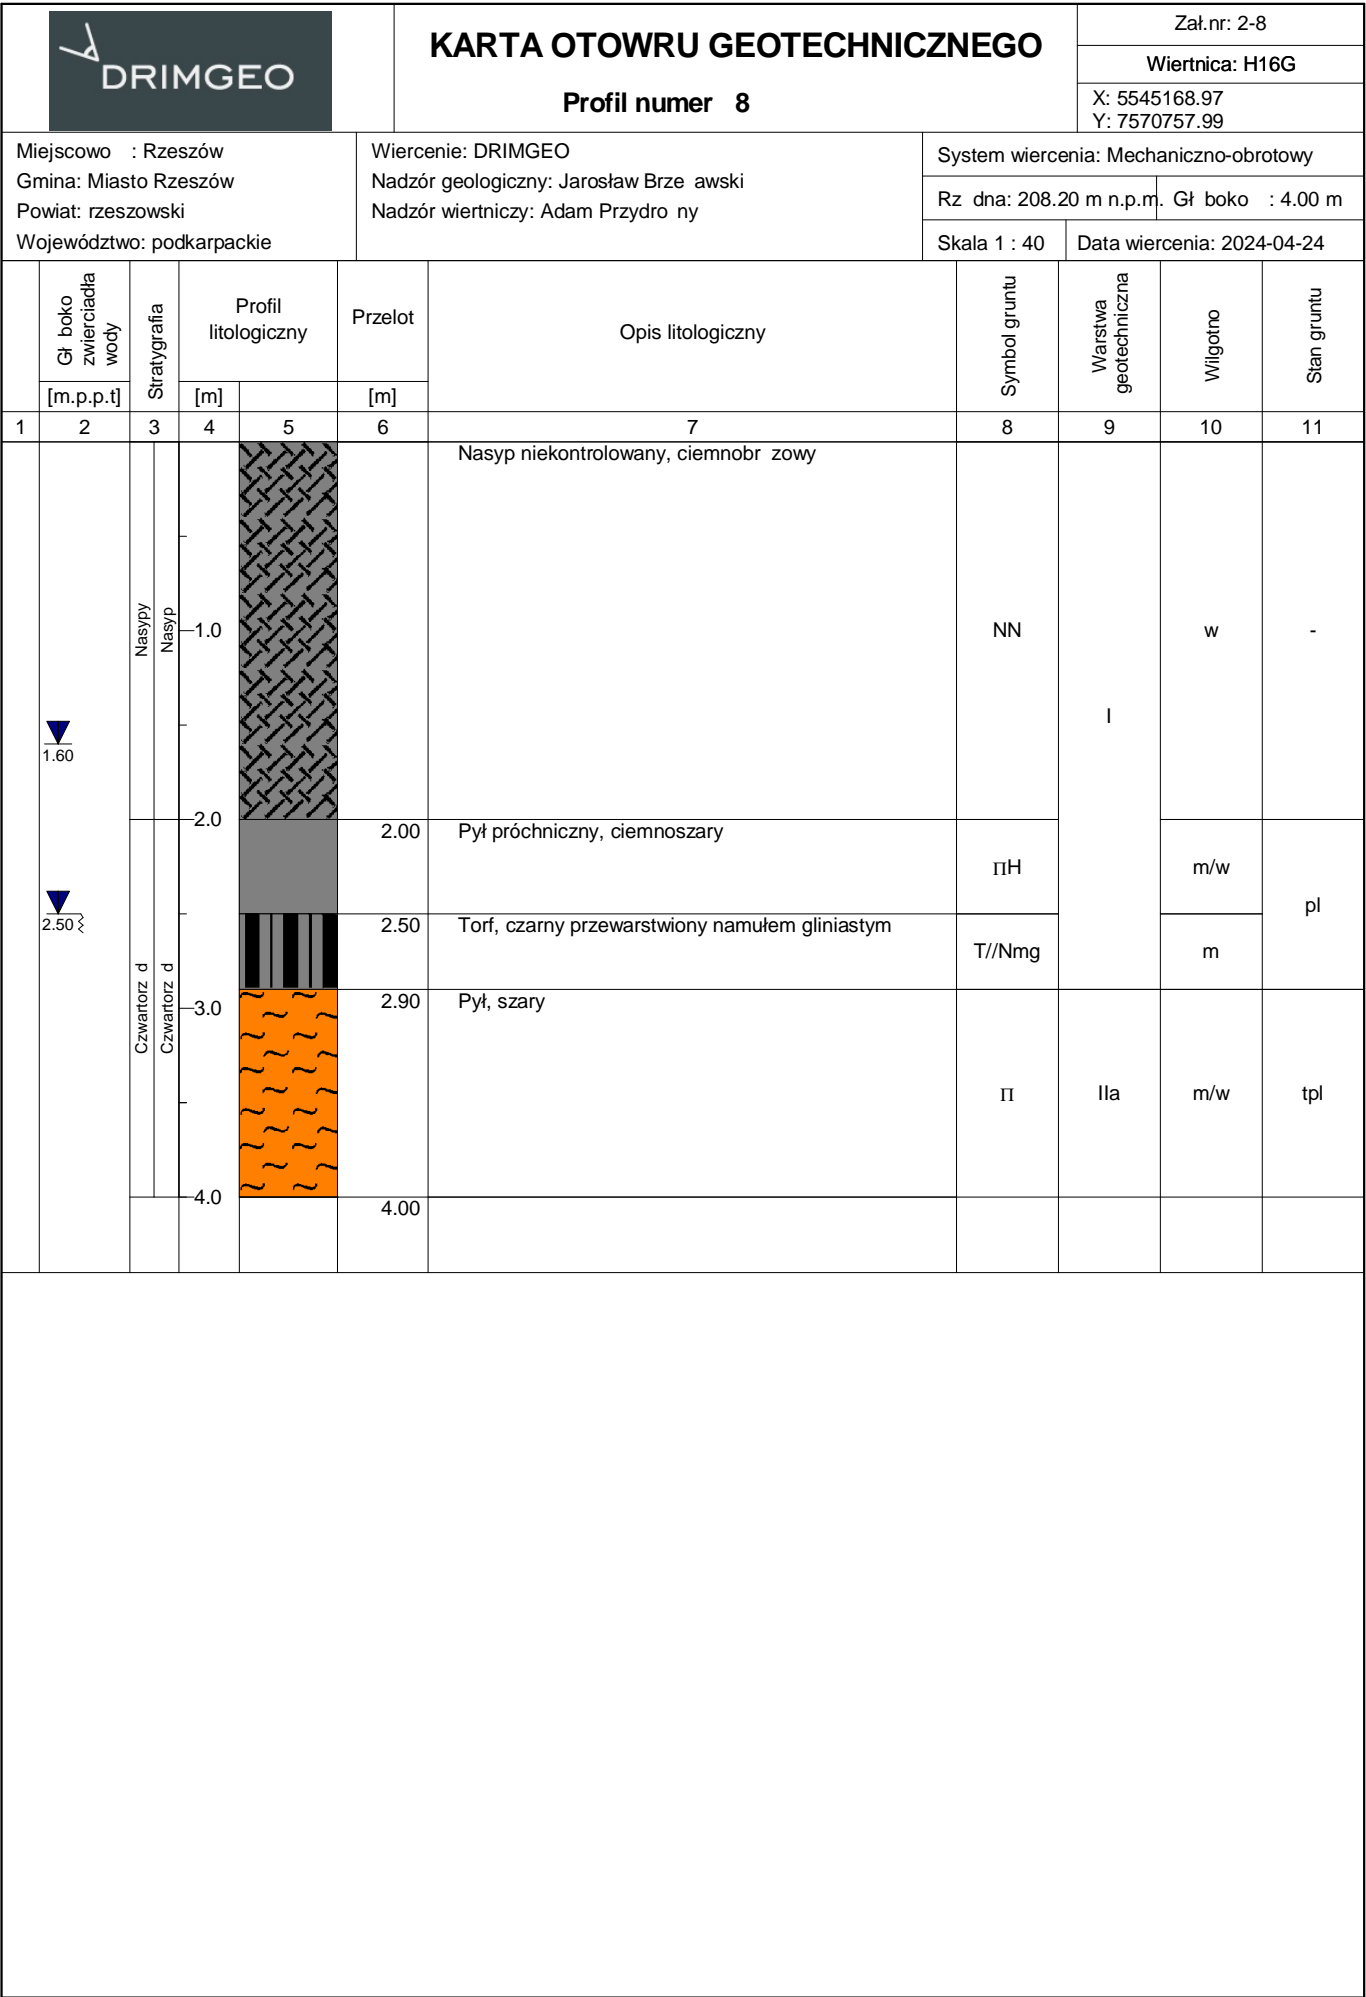 DRIMGEO
KARTA OTOWRU GEOTECHNICZNEGO
Profil numer 8
Zał.nr: 2-8
Wiertnica: H16G
X: 5545168.97
Y: 7570757.99
Miejscowo : Rzeszów
Gmina: Miasto Rzeszów
Powiat: rzeszowski
Województwo: podkarpackie
Wiercenie: DRIMGEO
Nadzór geologiczny: Jarosław Brze awski
Nadzór wiertniczy: Adam Przydro ny
System wiercenia: Mechaniczno-obrotowy
Rz dna: 208.20 m n.p.m. Gł boko : 4.00 m
Skala 1 : 40 Data wiercenia: 2024-04-24
Gł boko
zwierciadła
wody
[m.p.p.t]
Stratygrafia
Profil
litologiczny
[m]
Przelot
[m]
Opis litologiczny
Symbol gruntu
Warstwa
geotechniczna
Wilgotno
Stan gruntu
1 2 3 4 5 6 7 8 9 10 11
Nasyp niekontrolowany, ciemnobr zowy
Nasypy
Nasyp
1.0
NN
w
-
I
1.60
2.0
2.00 Pył próchniczny, ciemnoszary
ΠH
m/w
pl
2.50
2.50 Torf, czarny przewarstwiony namułem gliniastym
T//Nmg
m
Czwartorz d
Czwartorz d
3.0
2.90 Pył, szary
Π
IIa
m/w
tpl
4.0
4.00